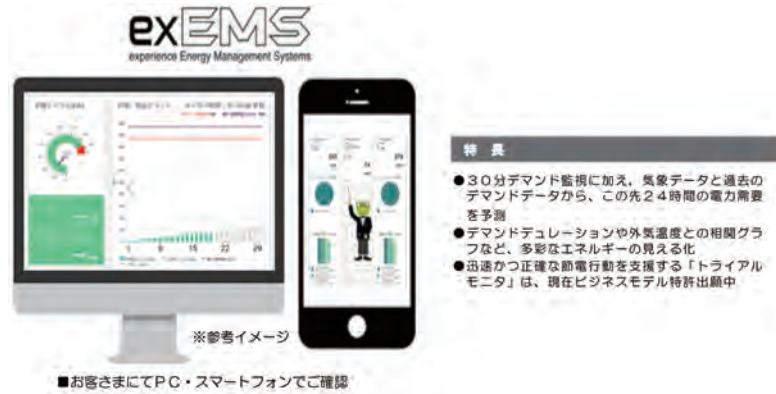 exEMS
experience Energy Management Systems
特 長
●３０分デマンド監視に加え，気象データと過去の
デマンドデータから、この先２４時間の電力需要
を予測
●デマンドデュレーションや外気温度との相関グラ
フなど、多彩なエネルギーの見える化
●迅速かつ正確な節電行動を支援する「トライアル
モニタ」は、現在ビジネスモデル特許出願中
8 15 22 29
※参考イメージ
■お客さまにてＰＣ・スマートフォンでご確認